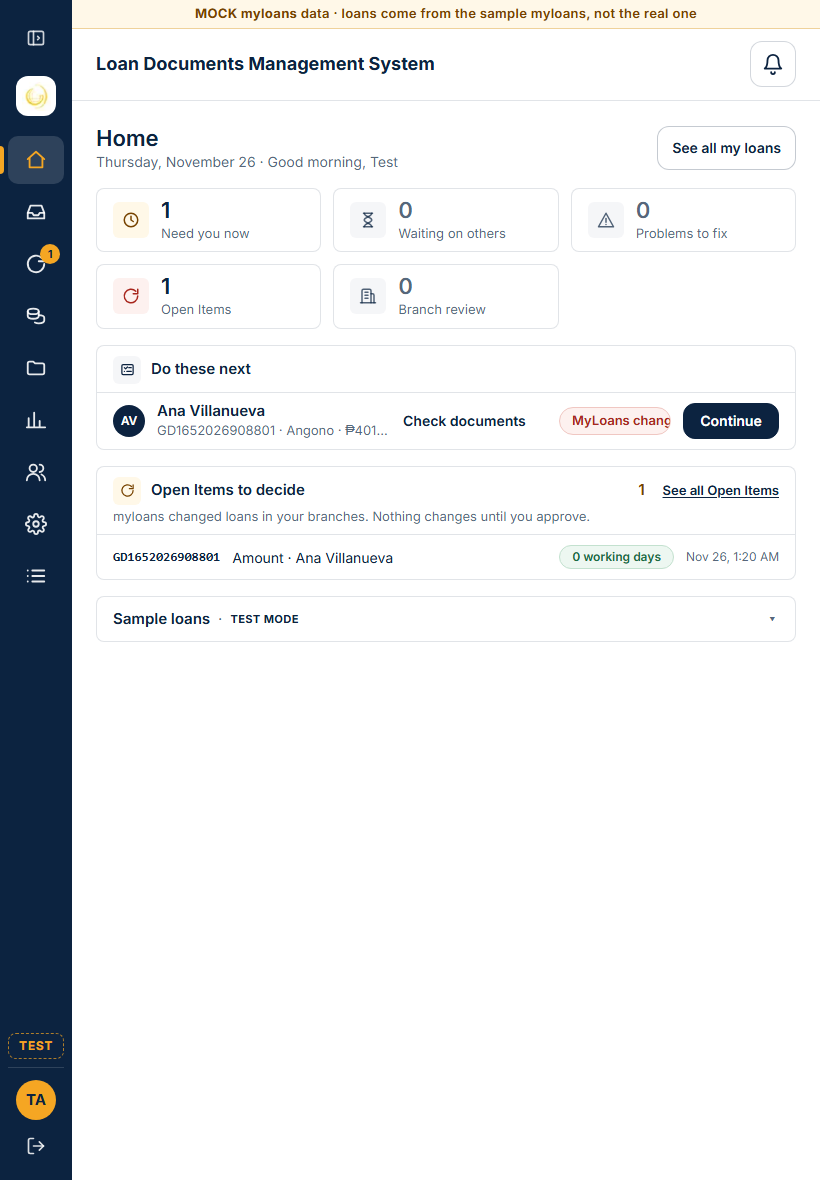 MOCK myloans data · loans come from the sample myloans, not the real one
Loan Documents Management System
Home
Thursday, November 26 · Good morning, Test
See all my loans
1
Need you now
0
Waiting on others
0
Problems to fix
1
1
Open Items
0
Branch review
Do these next
AV
Ana Villanueva
GD1652026908801 · Angono · ₱401...
Check documents
MyLoans chang
Continue
Open Items to decide
1
See all Open Items
myloans changed loans in your branches. Nothing changes until you approve.
GD1652026908801 Amount · Ana Villanueva
0 working days
Nov 26, 1:20 AM
Sample loans · TEST MODE
TEST
TA